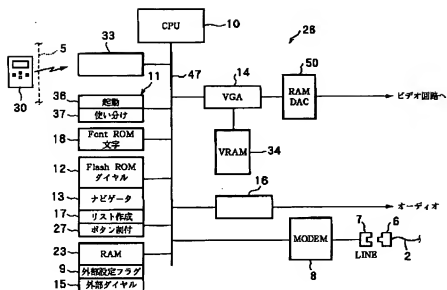 CPU
10
26
5
33
50
11
47
14
30
36
起動
37
使い分け
VGA
RAM
DAC
ビデオ回路へ
18
Font ROM
文字
VRAM
34
12
Flash ROM
ダイヤル
13
ナビゲータ
17
リスト作成
27
ボタン割付
16
オーディオ
23
RAM
9
外部設定フラグ
15
外部ダイヤル
MODEM
8
7
6
LINE
2